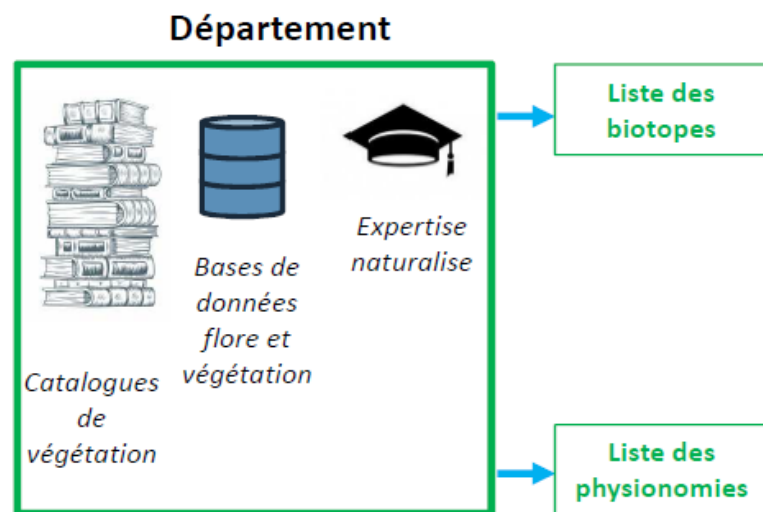 Département
Catalogues
de
végétation
Bases de
données
flore et
végétation
Expertise
naturalise
Liste des
biotopes
Liste des
physionomies